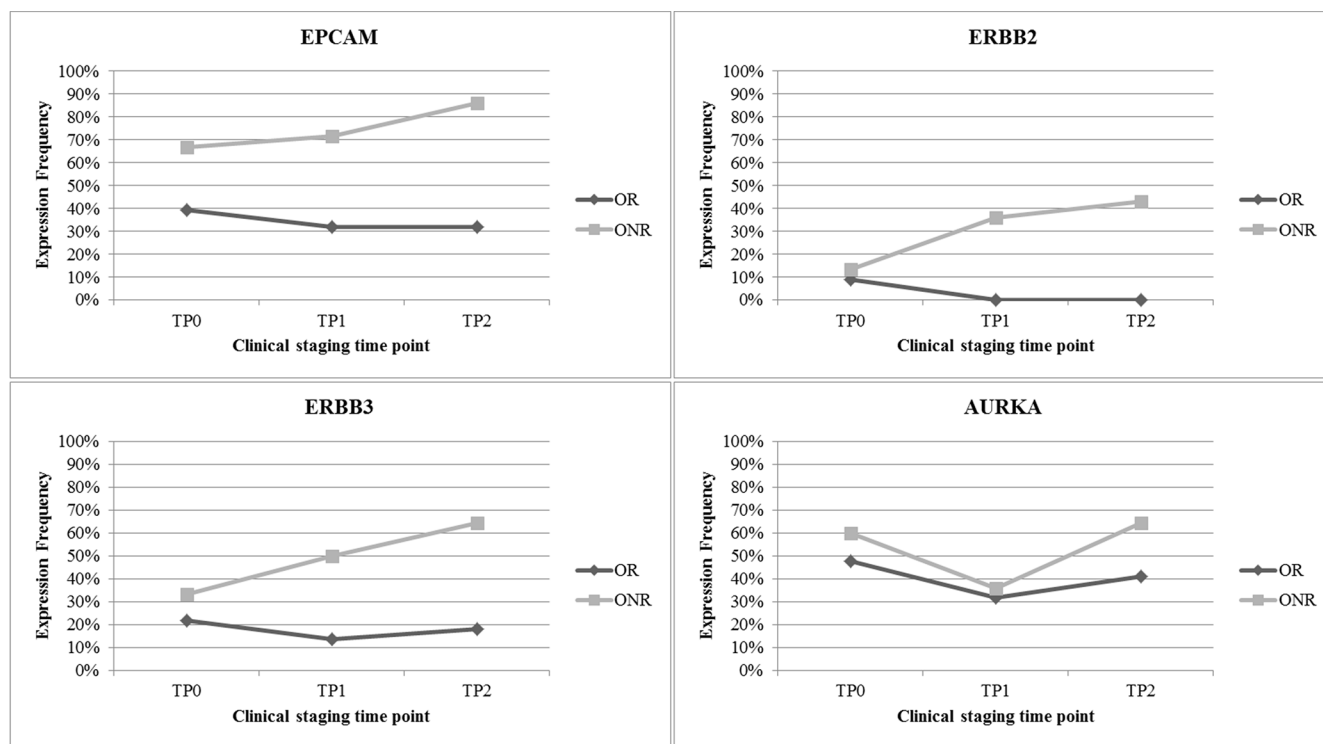 EPCAM
100%
90%
80%
70%
60%
50%
40%
30%
20%
10%
0%
Expression Frequency
TP0 TP1 TP2
Clinical staging time point
OR
ONR
ERBB2
100%
90%
80%
70%
60%
50%
40%
30%
20%
10%
0%
Expression Frequency
TP0 TP1 TP2
Clinical staging time point
OR
ONR
ERBB3
100%
90%
80%
70%
60%
50%
40%
30%
20%
10%
0%
Expression Frequency
TP0 TP1 TP2
Clinical staging time point
OR
ONR
AURKA
100%
90%
80%
70%
60%
50%
40%
30%
20%
10%
0%
Expression Frequency
TP0 TP1 TP2
Clinical staging time point
OR
ONR